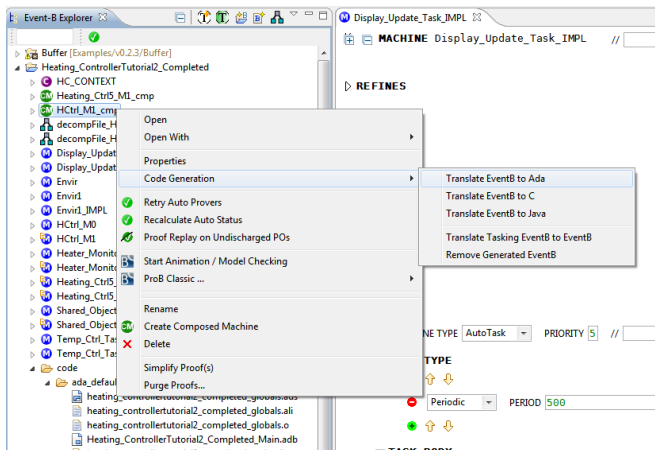 Event-B Explorer
Buffer [Examples/v0.2.3/Buffer]
Heating_ControllerTutorial2_Completed
HC_CONTEXT
Heating_Ctrl5_M1_cmp
HCtrl_M1_cmp
decompFile_H
decompFile_H
Display_Updat
Display_Updat
Envir
Envir1
Envir1_IMPL
HCtrl_M0
HCtrl_M1
Heater_Monito
Heater_Monito
Heating_Ctrl5_
Heating_Ctrl5_
Shared_Object
Shared_Object
Temp_Ctrl_Tas
Temp_Ctrl_Tas
code
ada_defaul
heating_controllertutorial2_completed_globals.ads
heating_controllertutorial2_completed_globals.ali
heating_controllertutorial2_completed_globals.o
Heating_ControllerTutorial2_Completed_Main.adb
Open
Open With
Properties
Code Generation
Retry Auto Provers
Recalculate Auto Status
Proof Replay on Undischarged POs
Start Animation / Model Checking
ProB Classic ...
Rename
Create Composed Machine
Delete
Simplify Proof(s)
Purge Proofs...
Translate EventB to Ada
Translate EventB to C
Translate EventB to Java
Translate Tasking EventB to EventB
Remove Generated EventB
Display_Update_Task_IMPL
MACHINE Display_Update_Task_IMPL //
REFINES
NE TYPE AutoTask PRIORITY 5 //
TYPE
Periodic PERIOD 500